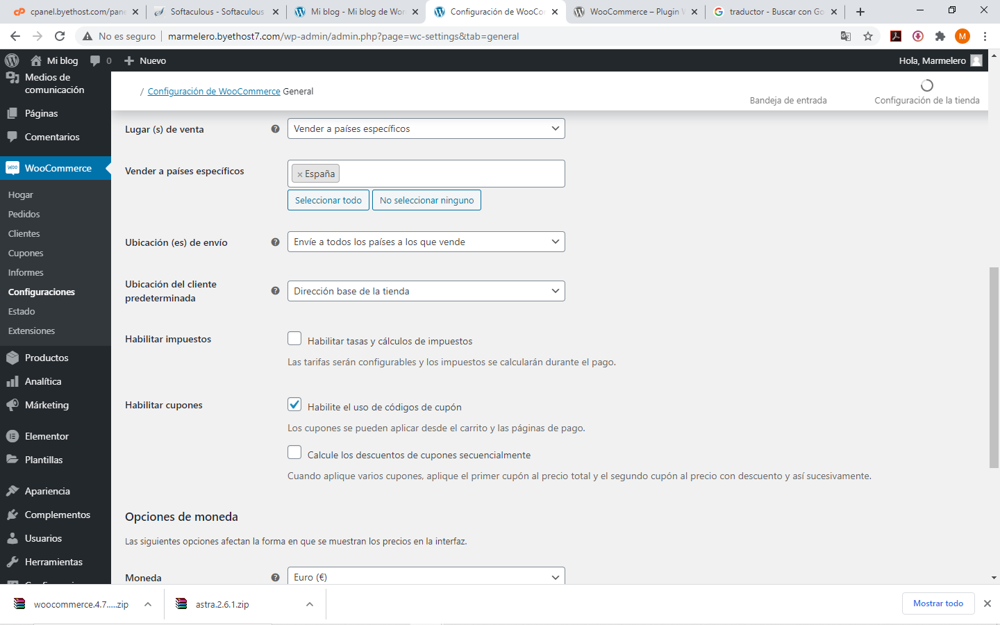 cpanel.byethost.com/pane
Softaculous - Softaculous
Mi blog - Mi blog de Wor
Configuración de WooCor
WooCommerce – Plugin W
traductor - Buscar con Go
No es seguro
marmelero.byethost7.com/wp-admin/admin.php?page=wc-settings&tab=general
M
Mi blog
0
Nuevo
Hola, Marmelero
Medios de
comunicación
Páginas
Comentarios
WooCommerce
Hogar
Pedidos
Clientes
Cupones
Informes
Configuraciones
Estado
Extensiones
Productos
Analítica
Márketing
Elementor
Plantillas
Apariencia
Complementos
Usuarios
Herramientas
/ Configuración de WooCommerce General
Bandeja de entrada
Configuración de la tienda
Lugar (s) de venta
Vender a países específicos
Vender a países específicos
× España
Seleccionar todo
No seleccionar ninguno
Ubicación (es) de envío
Envíe a todos los países a los que vende
Ubicación del cliente
predeterminada
Dirección base de la tienda
Habilitar impuestos
Habilitar tasas y cálculos de impuestos
Las tarifas serán configurables y los impuestos se calcularán durante el pago.
Habilitar cupones
Habilite el uso de códigos de cupón
Los cupones se pueden aplicar desde el carrito y las páginas de pago.
Calcule los descuentos de cupones secuencialmente
Cuando aplique varios cupones, aplique el primer cupón al precio total y el segundo cupón al precio con descuento y así sucesivamente.
Opciones de moneda
Las siguientes opciones afectan la forma en que se muestran los precios en la interfaz.
Moneda
Euro (€)
woocommerce.4.7.....zip
astra.2.6.1.zip
Mostrar todo